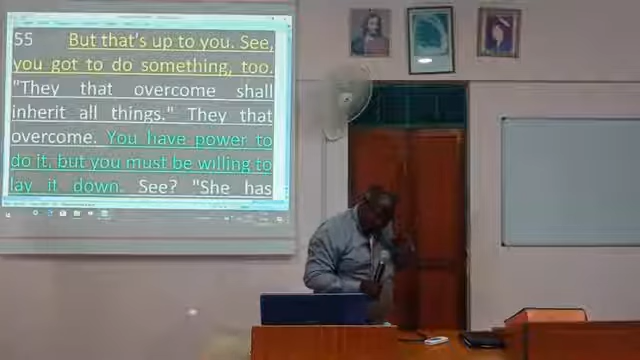 55 But that's up to you. See,
you got to do something, too.
"They that overcome shall
inherit all things." They that
overcome. You have power to
do it, but you must be willing to
lay it down. See? "She has